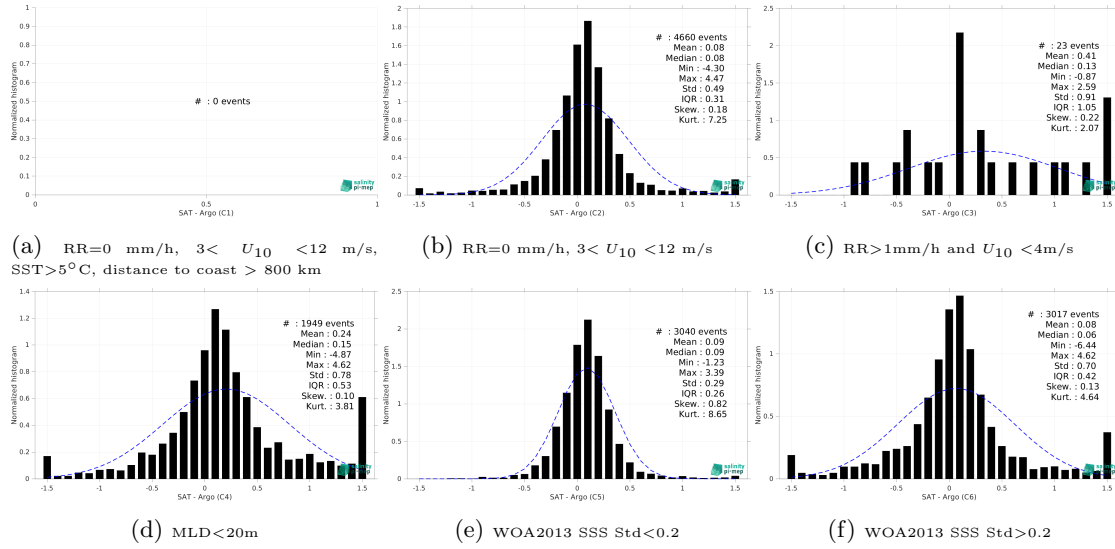 1
0.9
0.8
0.7
0.6
0.5
0.4
0.3
0.2
0.1
0
Normalized histogram
# : 0 events
salinity
pi-mep
0 0.5 1
SAT - Argo (C1)
(a) RR=0 mm/h, 3< U10 <12 m/s,
SST>5°C, distance to coast > 800 km
2
1.8
1.6
1.4
1.2
1
0.8
0.6
0.4
0.2
0
Normalized histogram
# : 4660 events
Mean : 0.08
Median : 0.08
Min : -4.30
Max : 4.47
Std : 0.49
IQR : 0.31
Skew. : 0.18
Kurt. : 7.25
salinity
pi-mep
-1.5 -1 -0.5 0 0.5 1 1.5
SAT - Argo (C2)
(b) RR=0 mm/h, 3< U10 <12 m/s
2.5
2
1.5
1
0.5
0
Normalized histogram
# : 23 events
Mean : 0.41
Median : 0.13
Min : -0.87
Max : 2.59
Std : 0.91
IQR : 1.05
Skew. : 0.22
Kurt. : 2.07
salinity
pi-mep
-1.5 -1 -0.5 0 0.5 1 1.5
SAT - Argo (C3)
(c) RR>1mm/h and U10 <4m/s
1.4
1.2
1
0.8
0.6
0.4
0.2
0
Normalized histogram
# : 1949 events
Mean : 0.24
Median : 0.15
Min : -4.87
Max : 4.62
Std : 0.78
IQR : 0.53
Skew. : 0.10
Kurt. : 3.81
salinity
pi-mep
-1.5 -1 -0.5 0 0.5 1 1.5
SAT - Argo (C4)
(d) MLD<20m
2.5
2
1.5
1
0.5
0
Normalized histogram
# : 3040 events
Mean : 0.09
Median : 0.09
Min : -1.23
Max : 3.39
Std : 0.29
IQR : 0.26
Skew. : 0.82
Kurt. : 8.65
salinity
pi-mep
-1.5 -1 -0.5 0 0.5 1 1.5
SAT - Argo (C5)
(e) WOA2013 SSS Std<0.2
1.5
1
0.5
0
Normalized histogram
# : 3017 events
Mean : 0.08
Median : 0.06
Min : -6.44
Max : 4.62
Std : 0.70
IQR : 0.42
Skew. : 0.13
Kurt. : 4.64
salinity
pi-mep
-1.5 -1 -0.5 0 0.5 1 1.5
SAT - Argo (C6)
(f) WOA2013 SSS Std>0.2